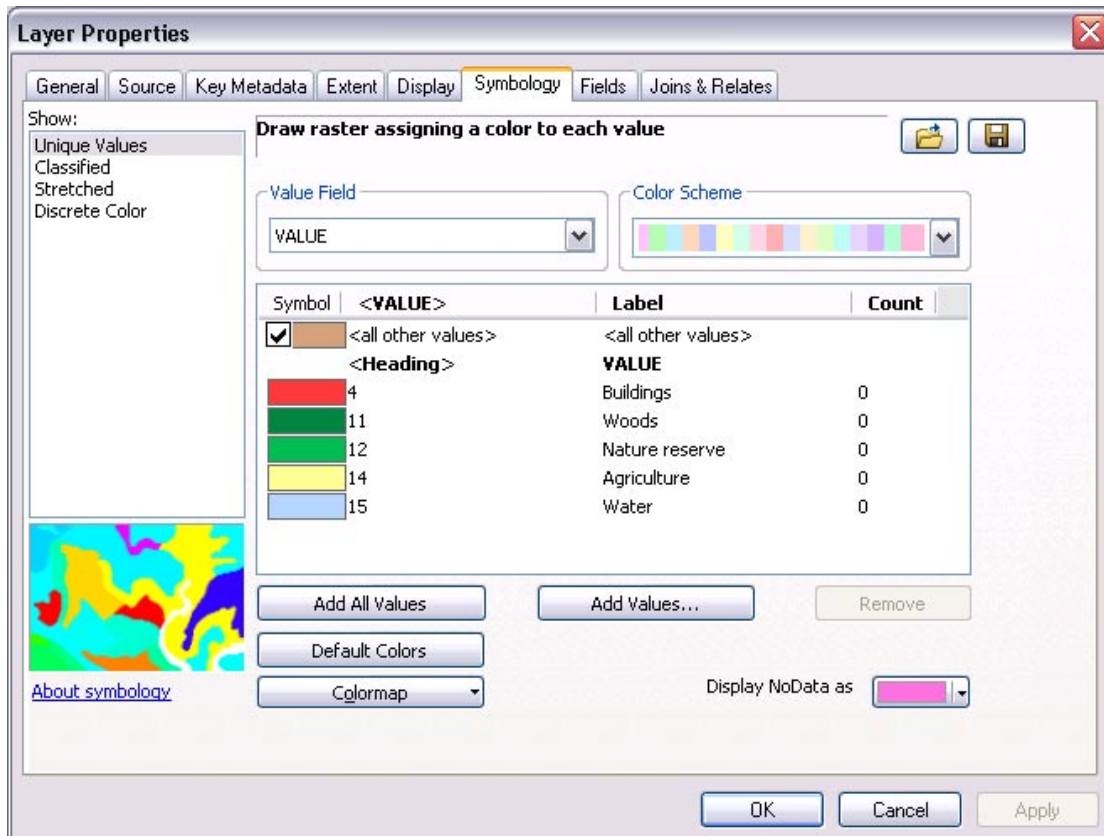 Layer Properties
General Source Key Metadata Extent Display Symbology Fields Joins & Relates
Show:
Unique Values
Classified
Stretched
Discrete Color
Draw raster assigning a color to each value
Value Field
VALUE
Color Scheme
Symbol <VALUE> Label Count
<all other values> <all other values>
<Heading> VALUE
4 Buildings 0
11 Woods 0
12 Nature reserve 0
14 Agriculture 0
15 Water 0
Add All Values Add Values... Remove
Default Colors
Colormap Display NoData as
About symbology
OK Cancel Apply